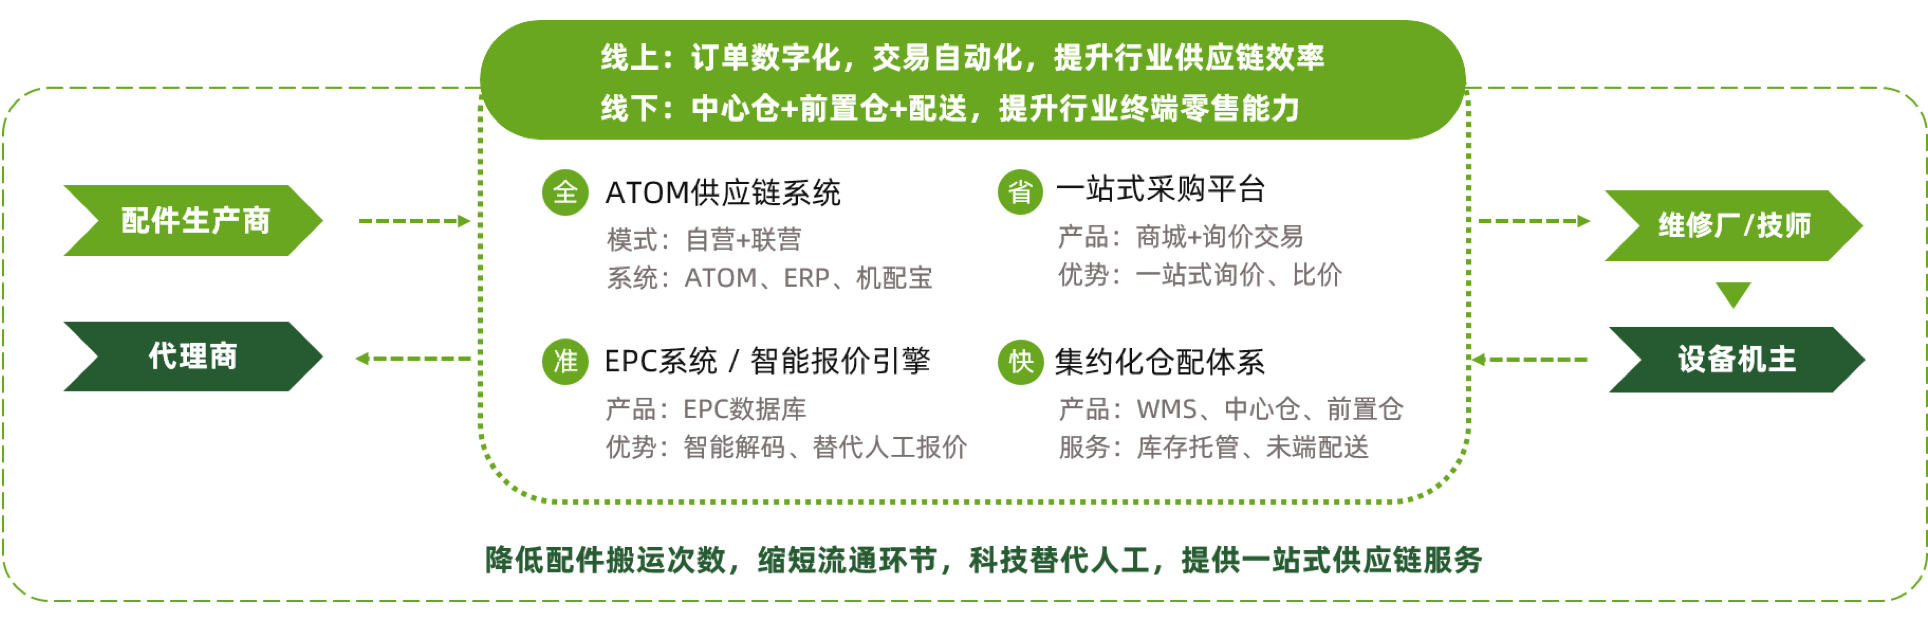 线上：订单数字化，交易自动化，提升行业供应链效率
线下：中心仓+前置仓+配送，提升行业终端零售能力
配件生产商
代理商
全 ATOM供应链系统
模式：自营+联营
系统：ATOM、ERP、机配宝
省 一站式采购平台
产品：商城+询价交易
优势：一站式询价、比价
准 EPC系统 / 智能报价引擎
产品：EPC数据库
优势：智能解码、替代人工报价
快 集约化仓配体系
产品：WMS、中心仓、前置仓
服务：库存托管、未端配送
维修厂/技师
设备机主
降低配件搬运次数，缩短流通环节，科技替代人工，提供一站式供应链服务